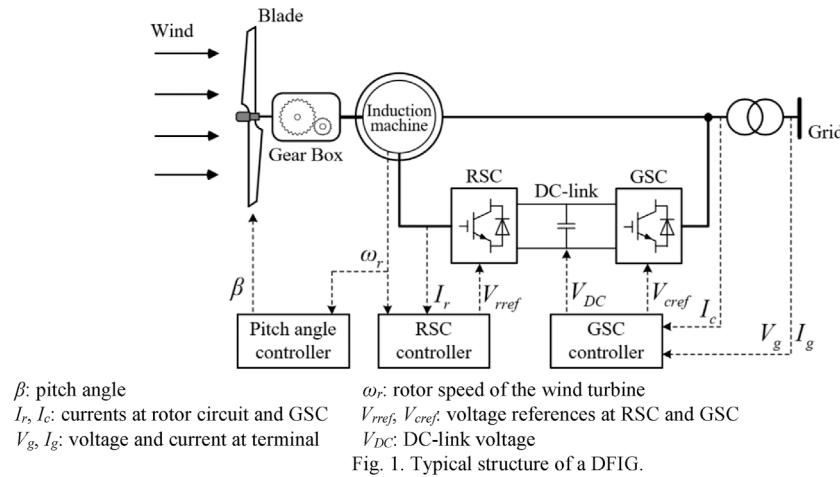 Wind
Blade
Gear Box
Induction
machine
RSC
DC-link
GSC
Grid
β
ωr
Ir
Vrref
VDC
Vcref
Ic
Vg
Ig
Pitch angle
controller
RSC
controller
GSC
controller
β: pitch angle
ωr: rotor speed of the wind turbine
Ir, Ic: currents at rotor circuit and GSC
Vrref, Vcref: voltage references at RSC and GSC
Vg, Ig: voltage and current at terminal
VDC: DC-link voltage
Fig. 1. Typical structure of a DFIG.